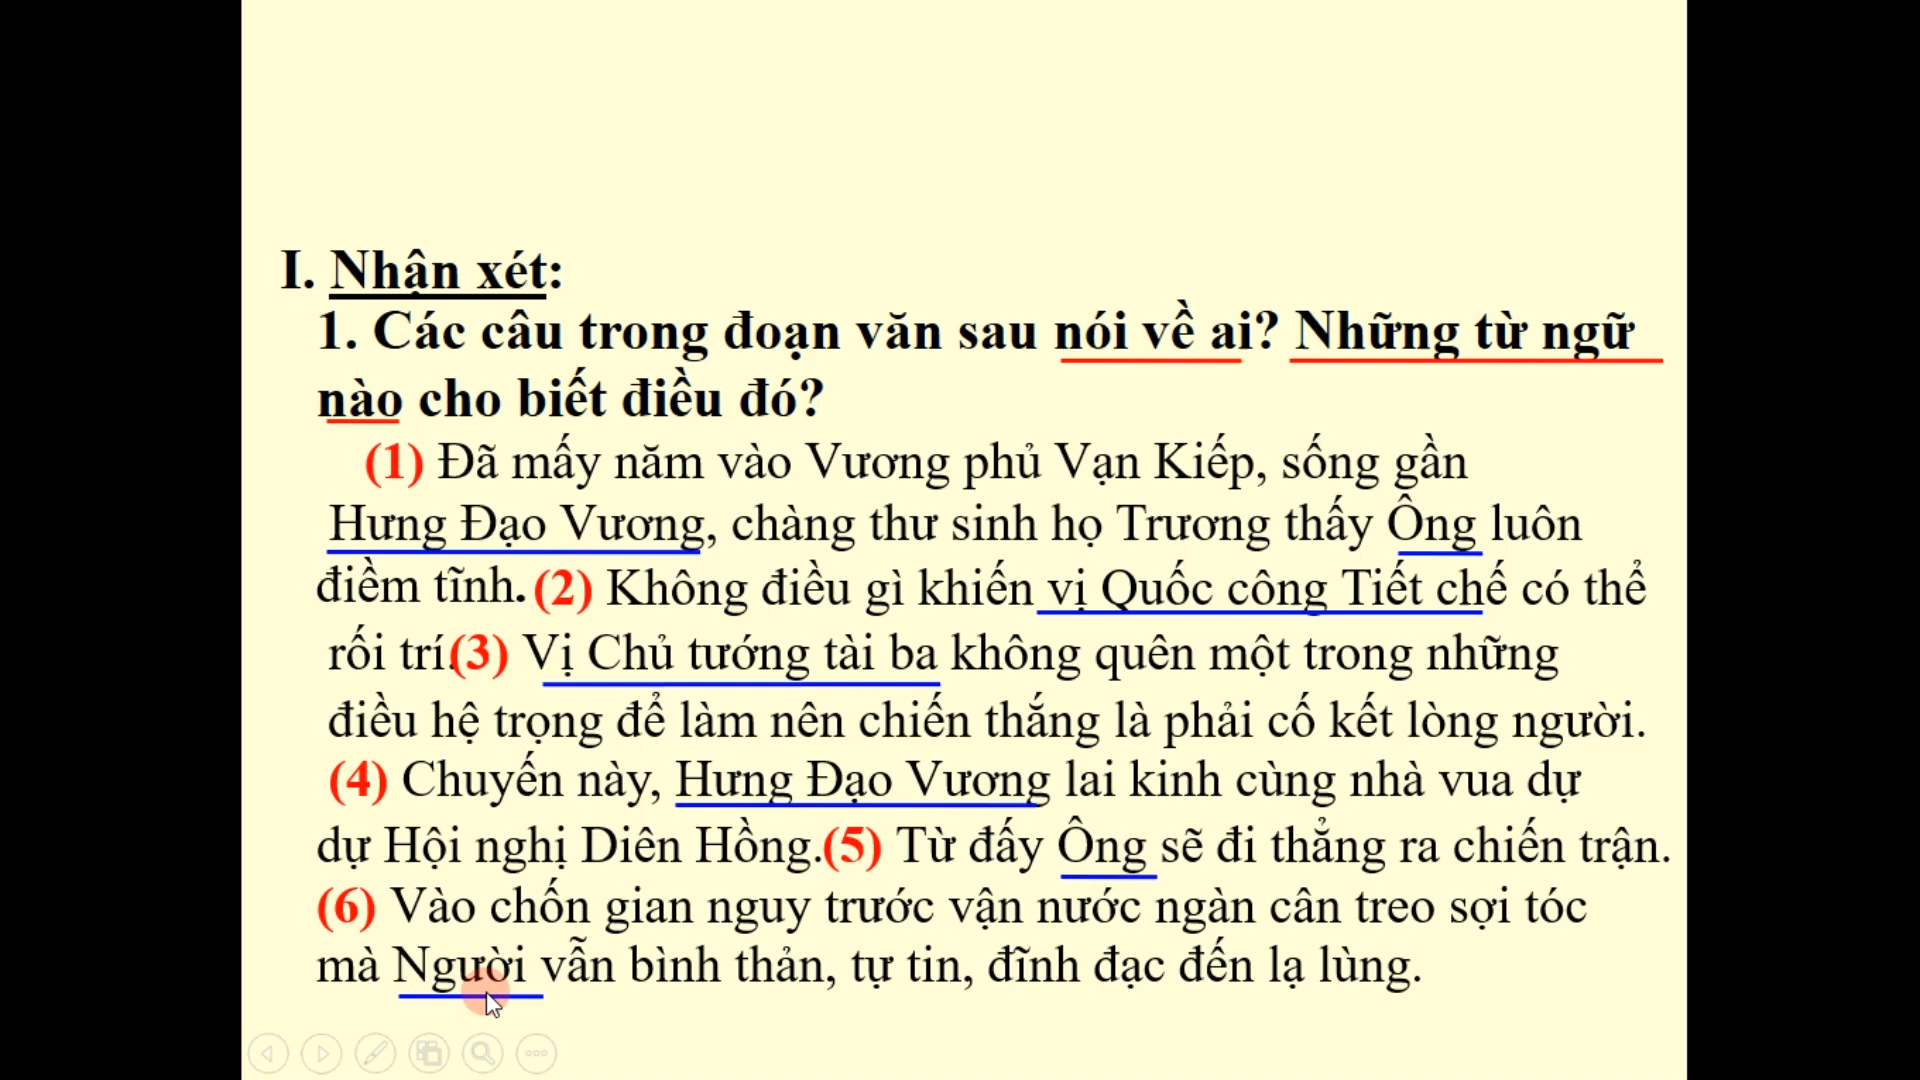 I. Nhận xét:
1. Các câu trong đoạn văn sau nói về ai? Những từ ngữ
nào cho biết điều đó?
(1) Đã mấy năm vào Vương phủ Vạn Kiếp, sống gần
Hưng Đạo Vương, chàng thư sinh họ Trương thấy Ông luôn
điềm tĩnh. (2) Không điều gì khiến vị Quốc công Tiết chế có thể
rối trí.(3) Vị Chủ tướng tài ba không quên một trong những
điều hệ trọng để làm nên chiến thắng là phải cố kết lòng người.
(4) Chuyến này, Hưng Đạo Vương lai kinh cùng nhà vua dự
dự Hội nghị Diên Hồng.(5) Từ đấy Ông sẽ đi thẳng ra chiến trận.
(6) Vào chốn gian nguy trước vận nước ngàn cân treo sợi tóc
mà Người vẫn bình thản, tự tin, đĩnh đạc đến lạ lùng.